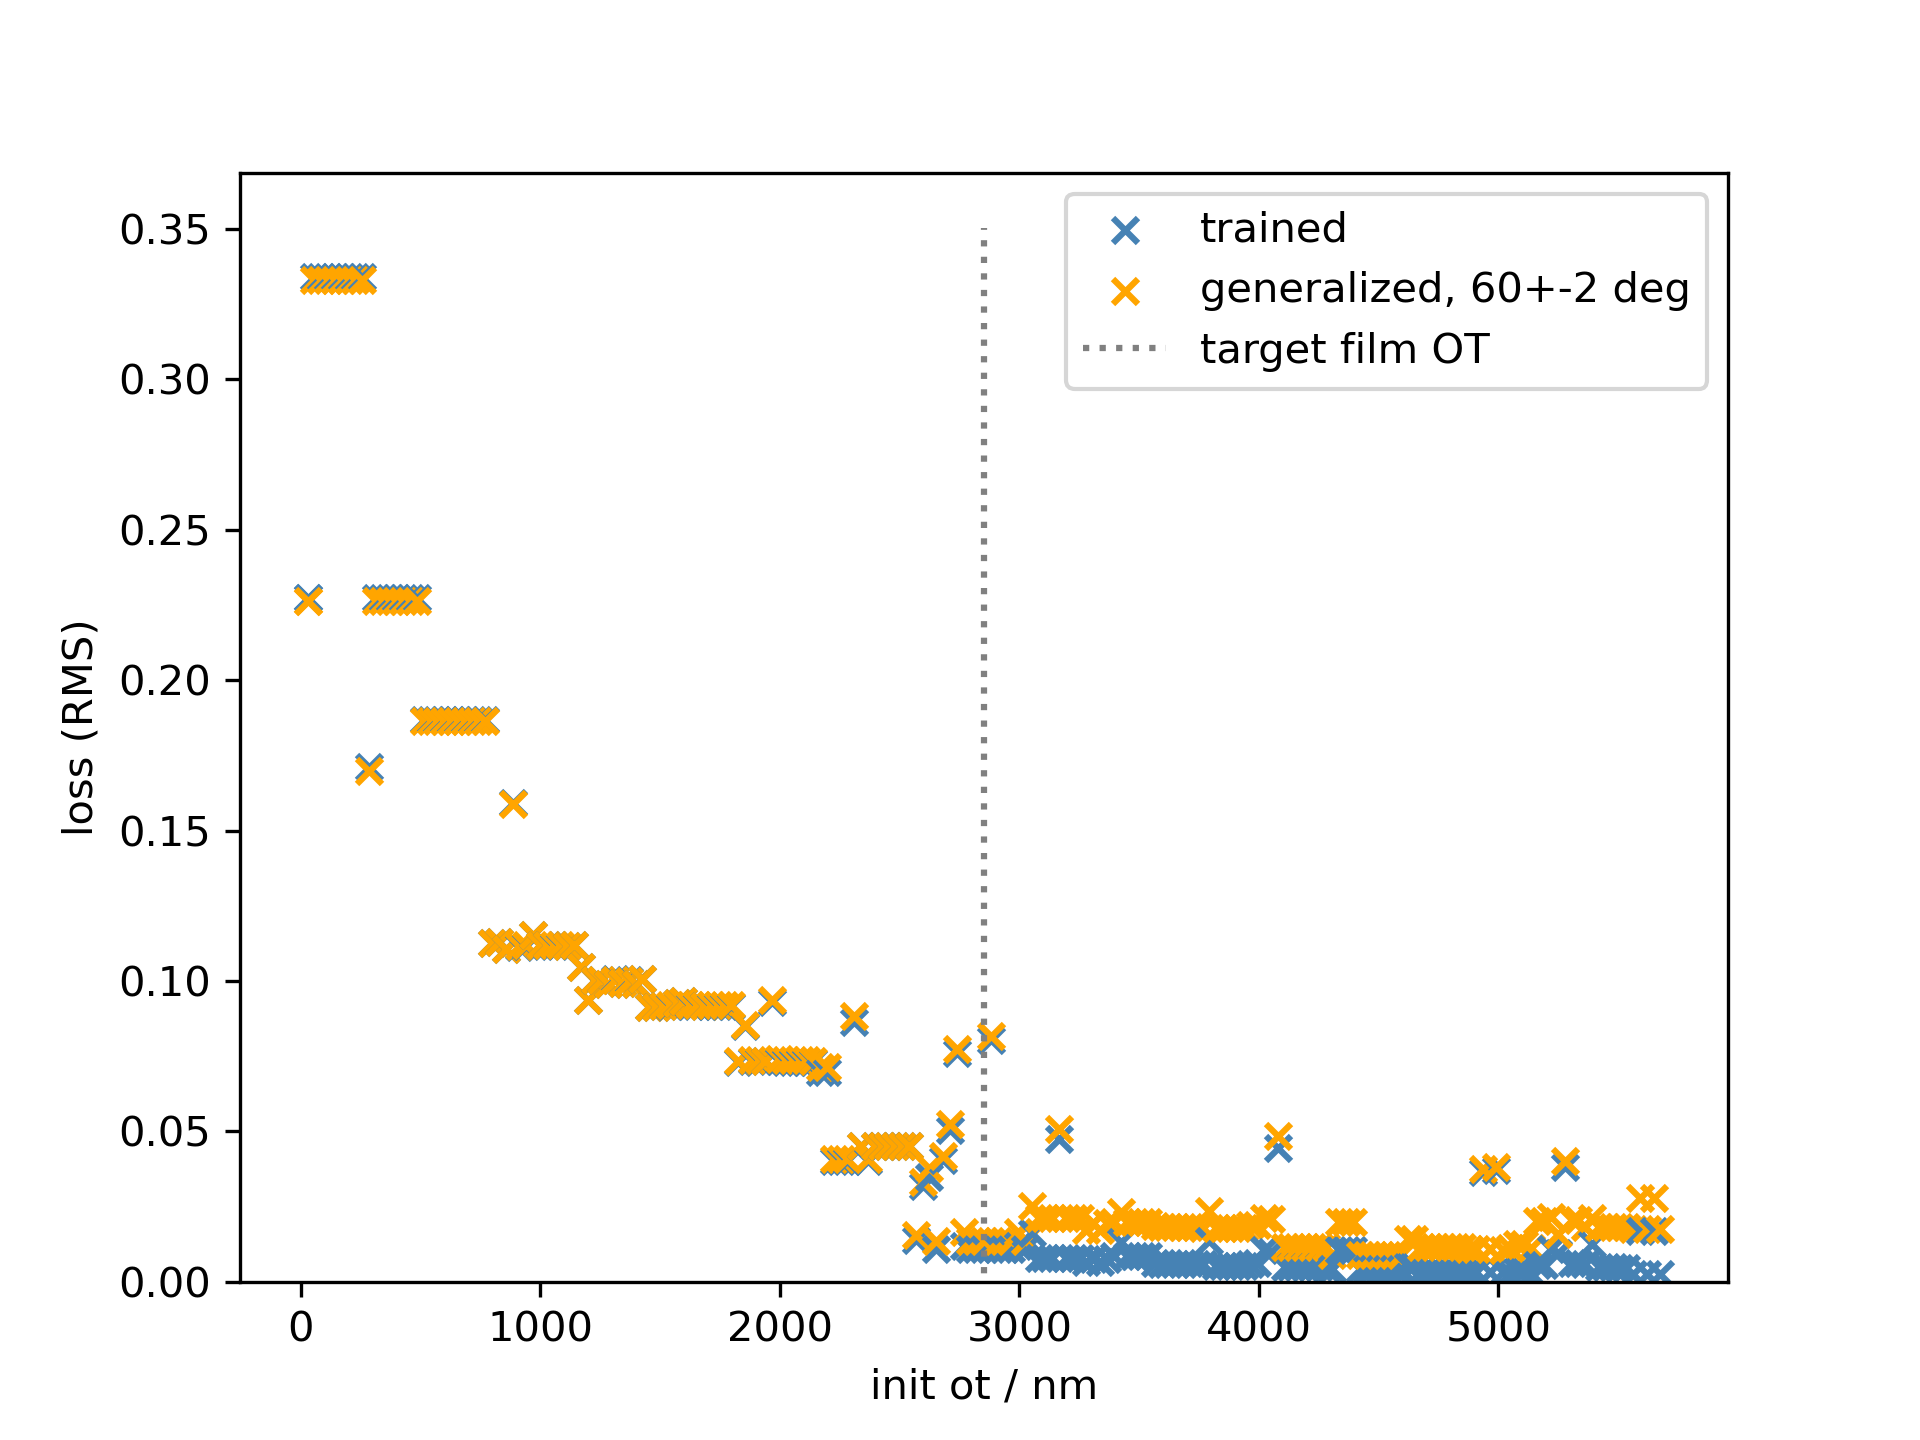 0.35
0.30
0.25
0.20
0.15
0.10
0.05
0.00
loss (RMS)
trained
generalized, 60+-2 deg
target film OT
0 1000 2000 3000 4000 5000
init ot / nm